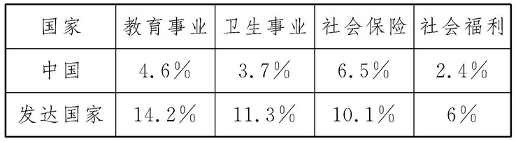 国家 教育事业 卫生事业 社会保险 社会福利
中国 4.6% 3.7% 6.5% 2.4%
发达国家 14.2% 11.3% 10.1% 6%